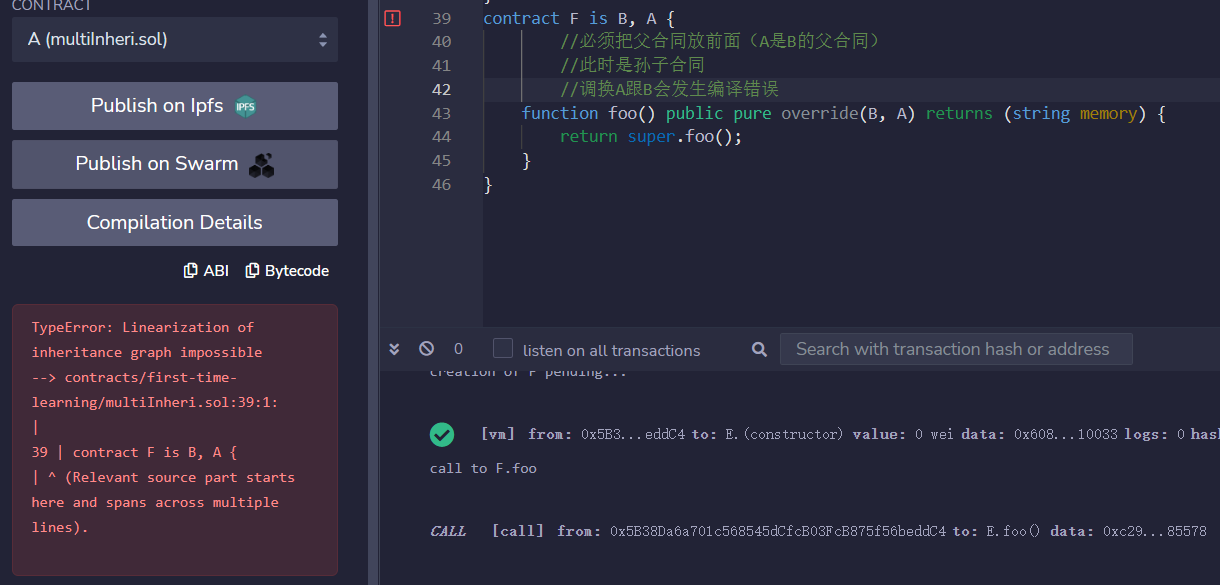 CONTRACT
A (multiInheri.sol)
Publish on Ipfs
IPFS
Publish on Swarm
Compilation Details
ABI
Bytecode
TypeError: Linearization of
inheritance graph impossible
--> contracts/first-time-
learning/multiInheri.sol:39:1:
|
39 | contract F is B, A {
| ^ (Relevant source part starts
here and spans across multiple
lines).
39 contract F is B, A {
40 //必须把父合同放前面（A是B的父合同）
41 //此时是孙子合同
42 //调换A跟B会发生编译错误
43 function foo() public pure override(B, A) returns (string memory) {
44 return super.foo();
45 }
46 }
0
listen on all transactions
Search with transaction hash or address
creation of F pending...
[vm] from: 0x5B3...eddC4 to: E.(constructor) value: 0 wei data: 0x608...10033 logs: 0 hash
call to F.foo
CALL [call] from: 0x5B38Da6a701c568545dCfcB03FcB875f56beddC4 to: E.foo() data: 0xc29...85578